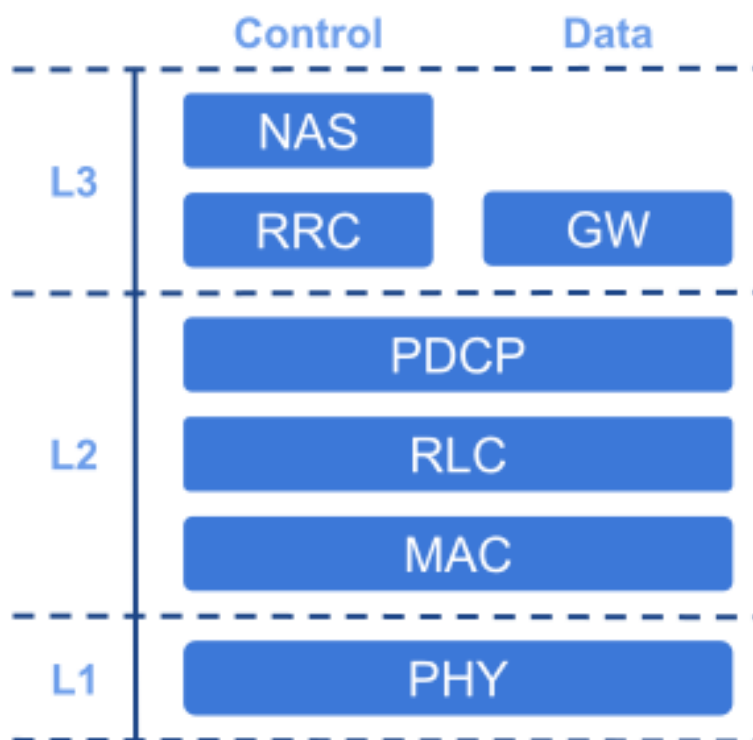 Control Data
NAS
L3
RRC GW
PDCP
L2 RLC
MAC
L1 PHY